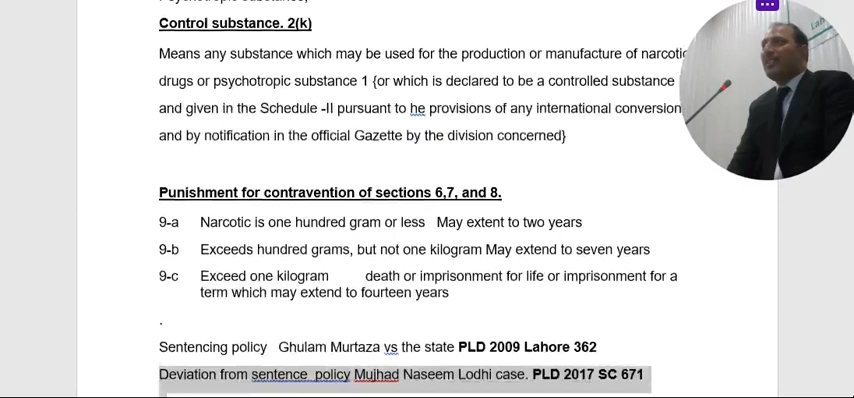 Control substance. 2(k)
Means any substance which may be used for the production or manufacture of narcotic
drugs or psychotropic substance 1 {or which is declared to be a controlled substance
and given in the Schedule -II pursuant to he provisions of any international conversion
and by notification in the official Gazette by the division concerned}
Punishment for contravention of sections 6,7, and 8.
9-a Narcotic is one hundred gram or less May extent to two years
9-b Exceeds hundred grams, but not one kilogram May extend to seven years
9-c Exceed one kilogram death or imprisonment for life or imprisonment for a
term which may extend to fourteen years
.
Sentencing policy Ghulam Murtaza vs the state PLD 2009 Lahore 362
Deviation from sentence policy Mujhad Naseem Lodhi case. PLD 2017 SC 671